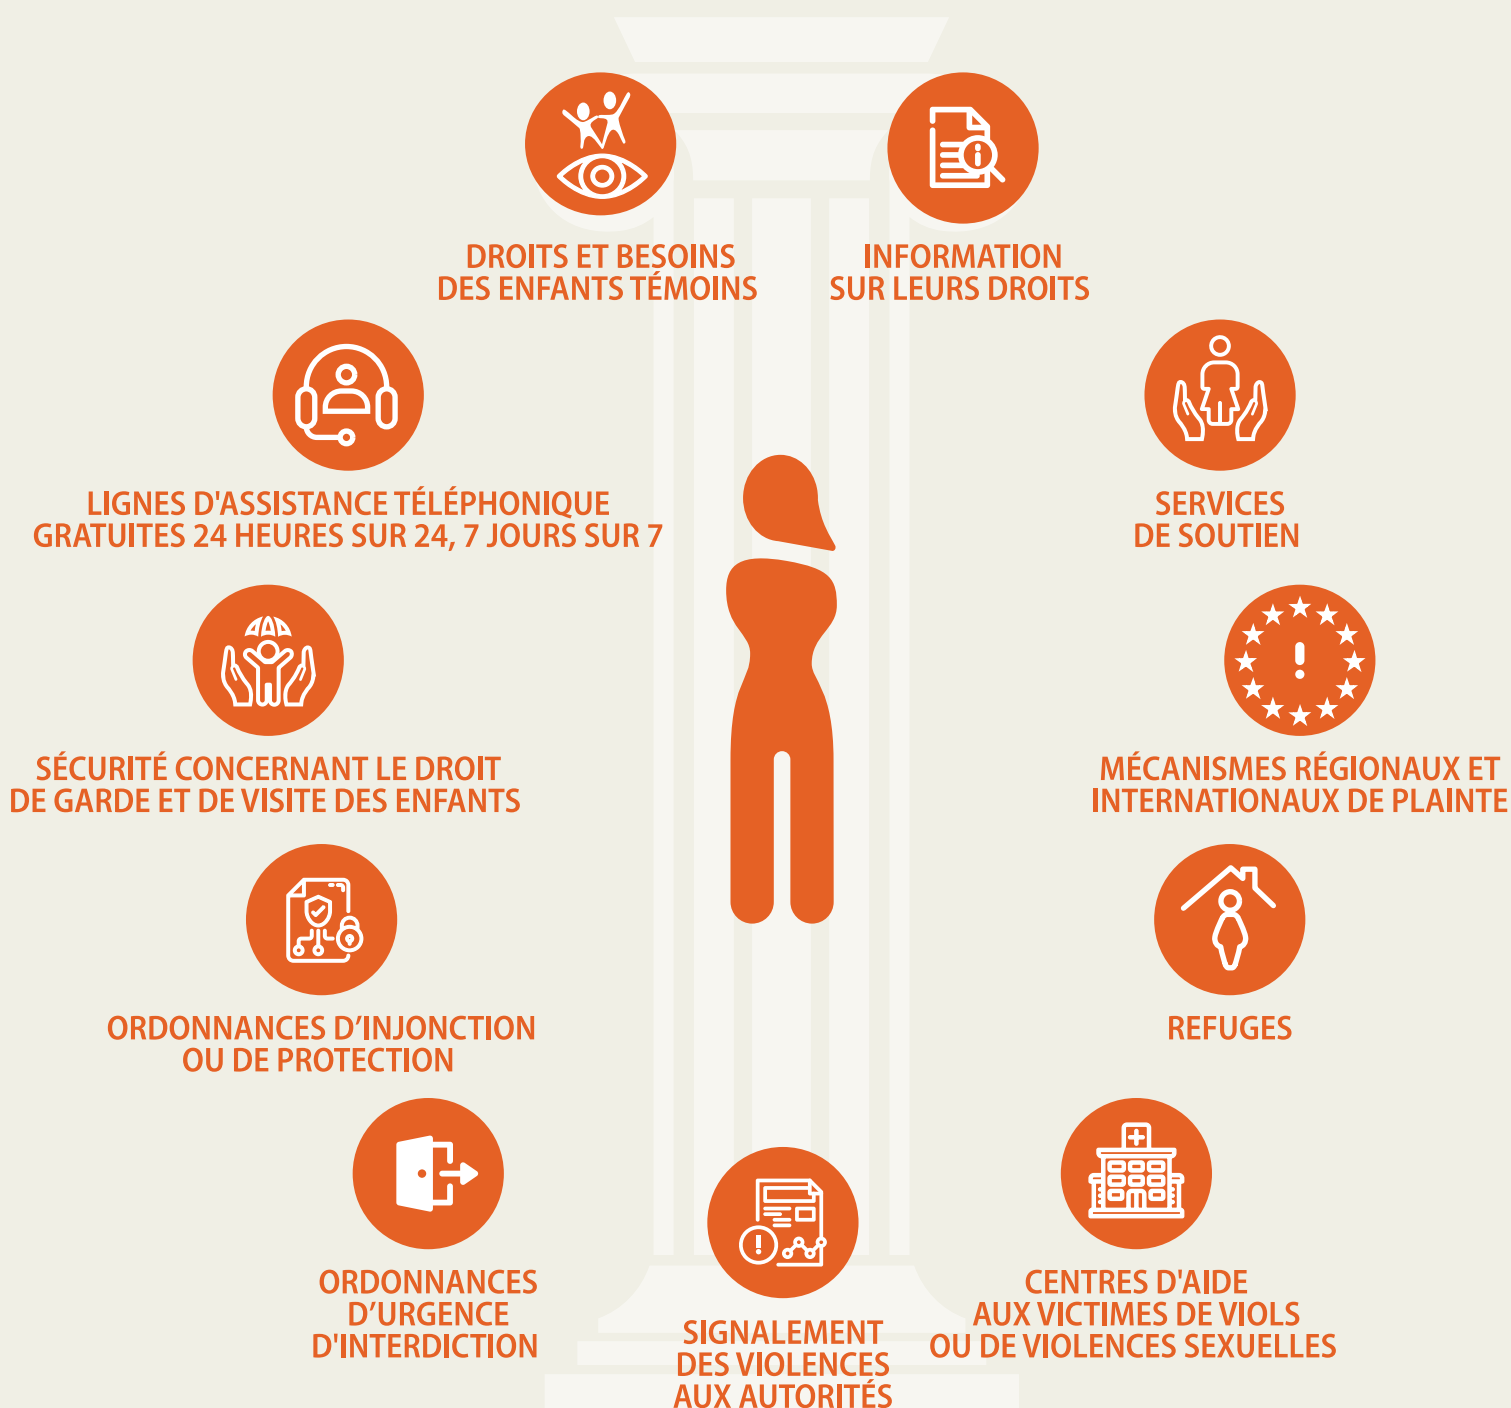 DROITS ET BESOINS
DES ENFANTS TÉMOINS
INFORMATION
SUR LEURS DROITS
LIGNES D'ASSISTANCE TÉLÉPHONIQUE
GRATUITES 24 HEURES SUR 24, 7 JOURS SUR 7
SERVICES
DE SOUTIEN
SÉCURITÉ CONCERNANT LE DROIT
DE GARDE ET DE VISITE DES ENFANTS
MÉCANISMES RÉGIONAUX ET
INTERNATIONAUX DE PLAINTE
ORDONNANCES D’INJONCTION
OU DE PROTECTION
REFUGES
ORDONNANCES
D’URGENCE
D'INTERDICTION
SIGNALEMENT
DES VIOLENCES
AUX AUTORITÉS
CENTRES D'AIDE
AUX VICTIMES DE VIOLS
OU DE VIOLENCES SEXUELLES